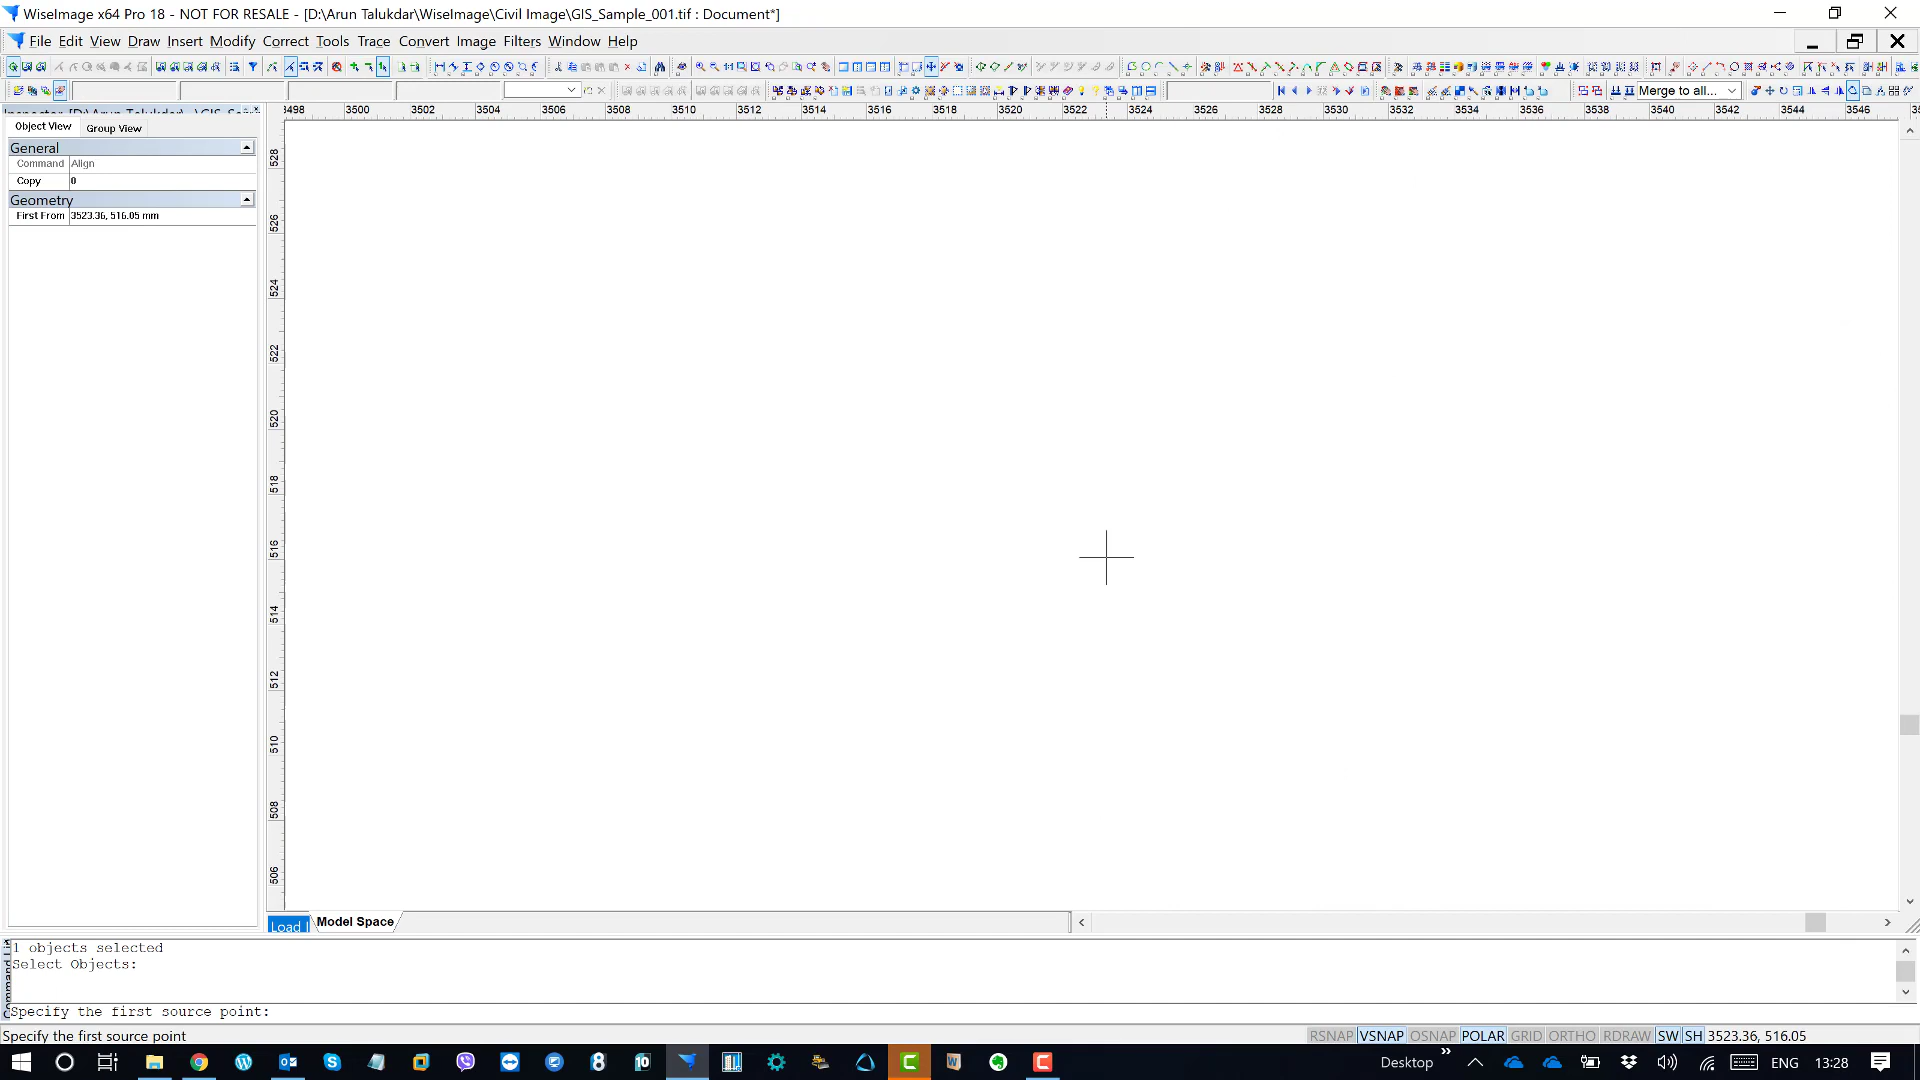 WiseImage x64 Pro 18 - NOT FOR RESALE - [D:\Arun Talukdar\WiseImage\Civil Image\GIS_Sample_001.tif : Document*]
File Edit View Draw Insert Modify Correct Tools Trace Convert Image Filters Window Help
Merge to all...
3498 3500 3502 3504 3506 3508 3510 3512 3514 3516 3518 3520 3522 3524 3526 3528 3530 3532 3534 3536 3538 3540 3542 3544 3546
Object View Group View
General
Command Align
Copy 0
Geometry
First From 3523.36, 516.05 mm
528
526
524
522
520
518
516
514
512
510
508
506
Load Model Space
1 objects selected
Select Objects:
Specify the first source point:
Specify the first source point
RSNAP VSNAP OSNAP POLAR GRID ORTHO RDRAW SW SH 3523.36, 516.05
Desktop ENG 13:28